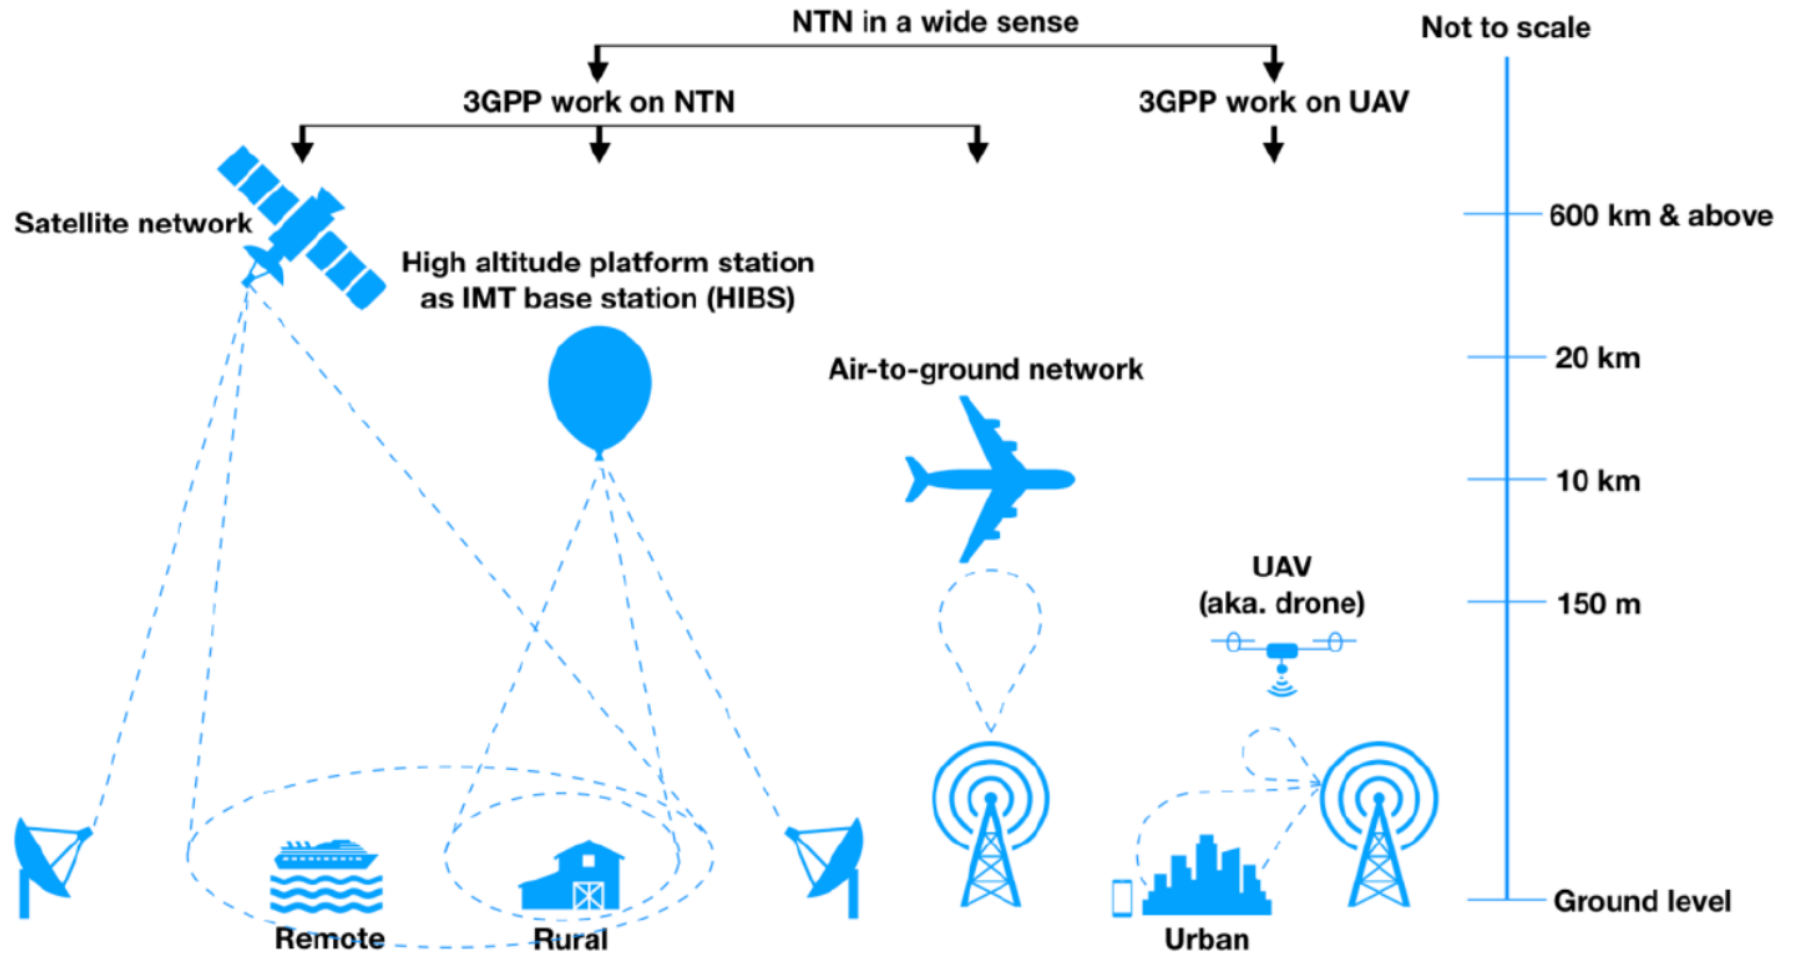 NTN in a wide sense
Not to scale
3GPP work on NTN
3GPP work on UAV
Satellite network
600 km & above
High altitude platform station
as IMT base station (HIBS)
20 km
Air-to-ground network
10 km
UAV
(aka. drone)
150 m
Ground level
Remote
Rural
Urban